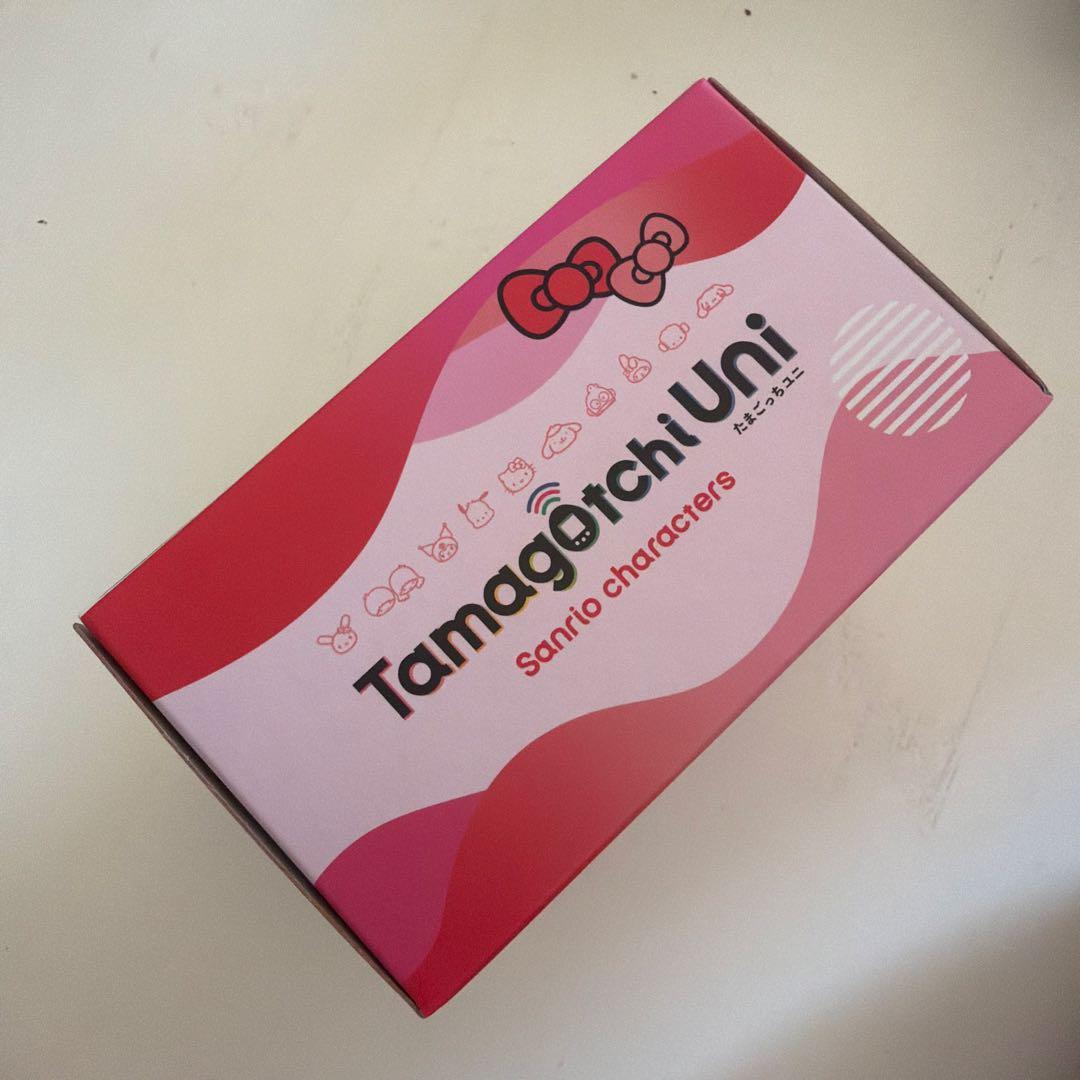 Tamagotchi Uni
たまごっちユニ
Sanrio characters